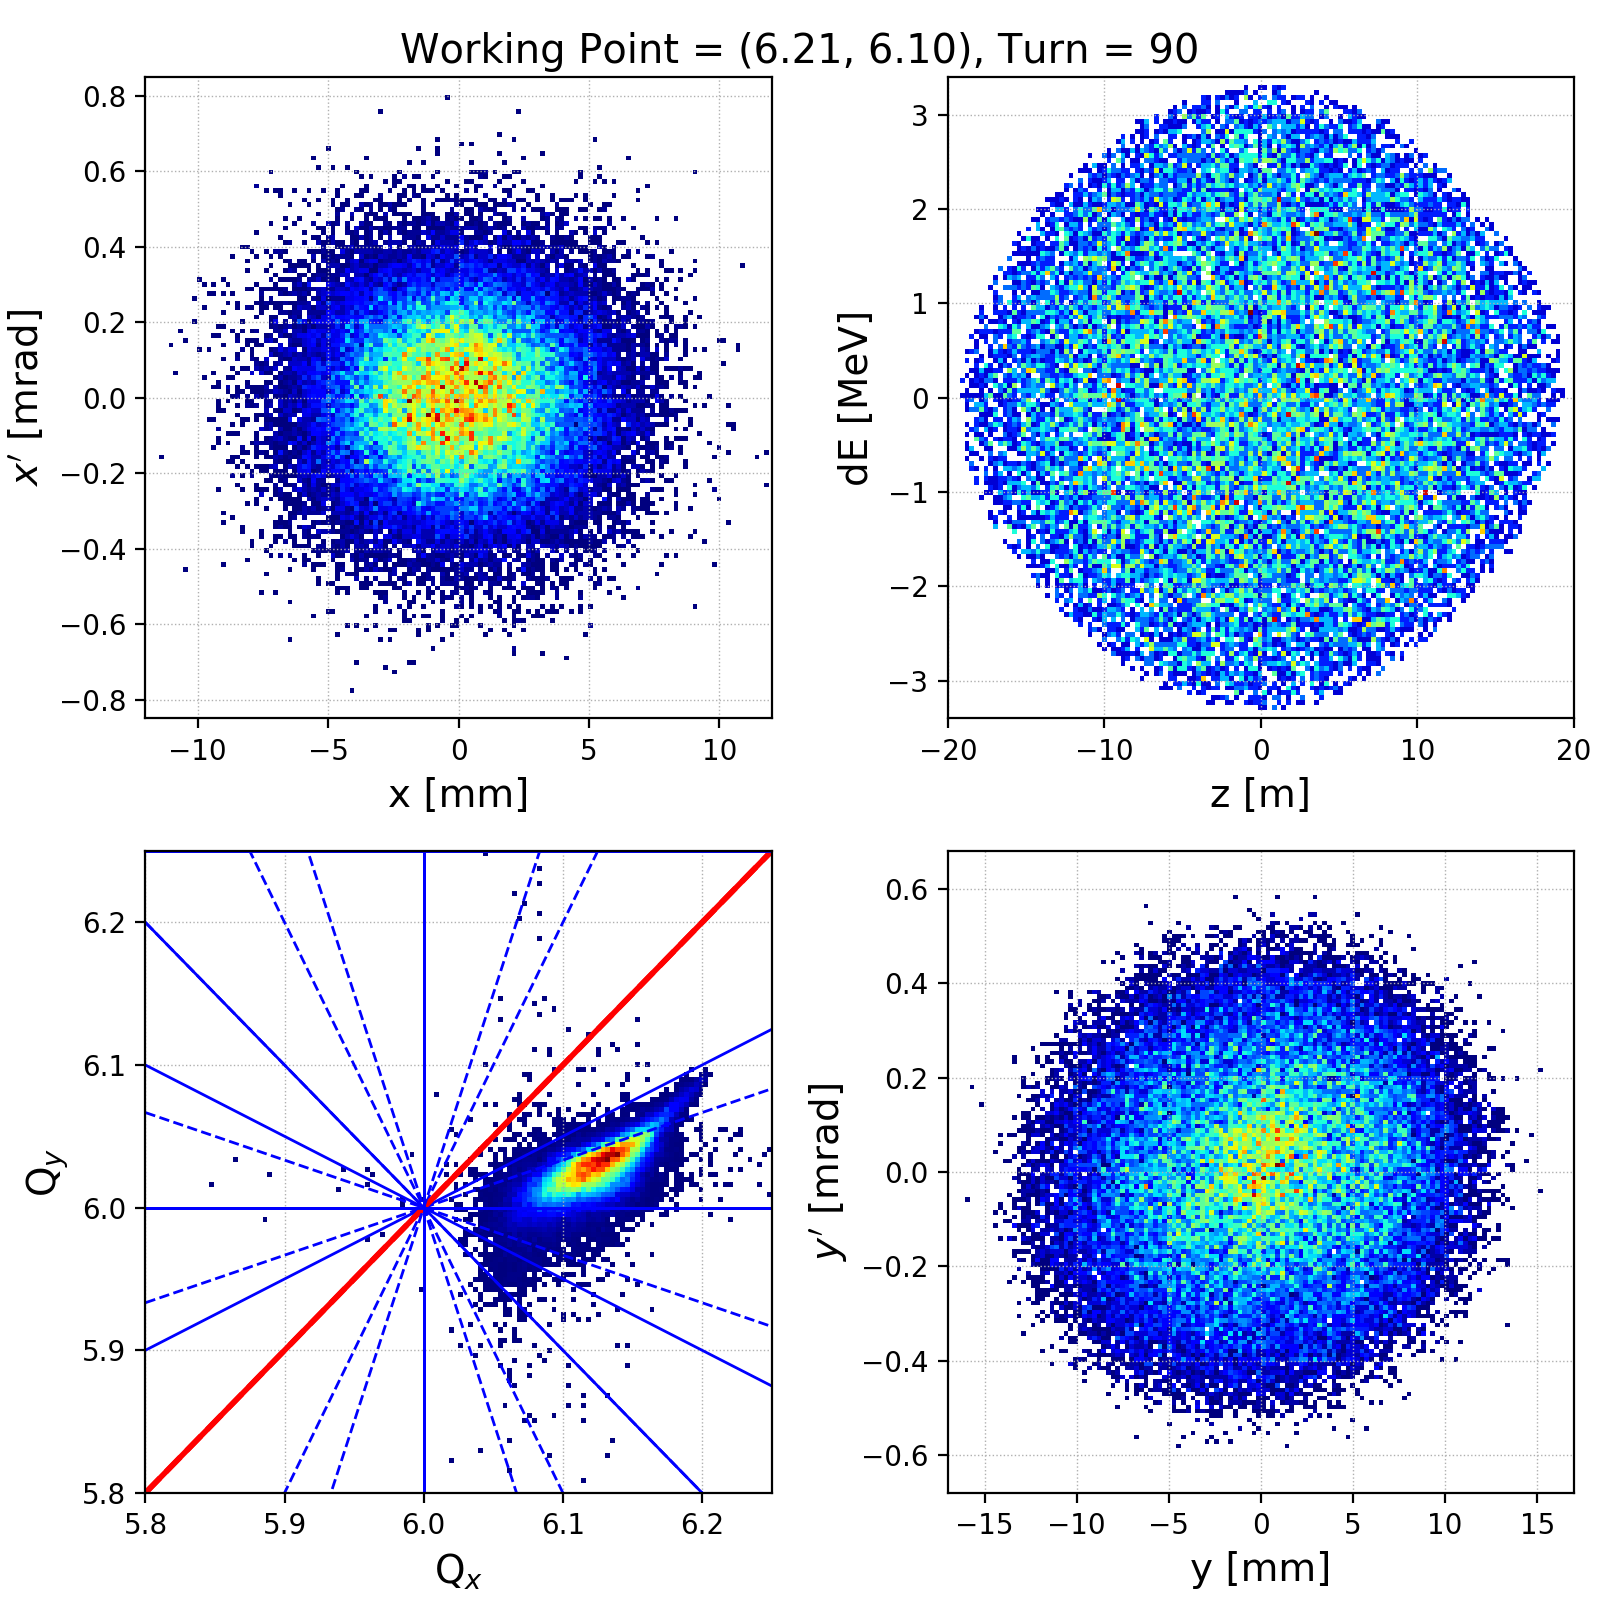 Working Point = (6.21, 6.10), Turn = 90
0.8
0.6
0.4
0.2
0.0
−0.2
−0.4
−0.6
−0.8
x′ [mrad]
−10 −5 0 5 10
x [mm]
3
2
1
0
−1
−2
−3
dE [MeV]
−20 −10 0 10 20
z [m]
6.2
6.1
6.0
5.9
5.8
Qy
5.8 5.9 6.0 6.1 6.2
Qx
0.6
0.4
0.2
0.0
−0.2
−0.4
−0.6
y′ [mrad]
−15 −10 −5 0 5 10 15
y [mm]